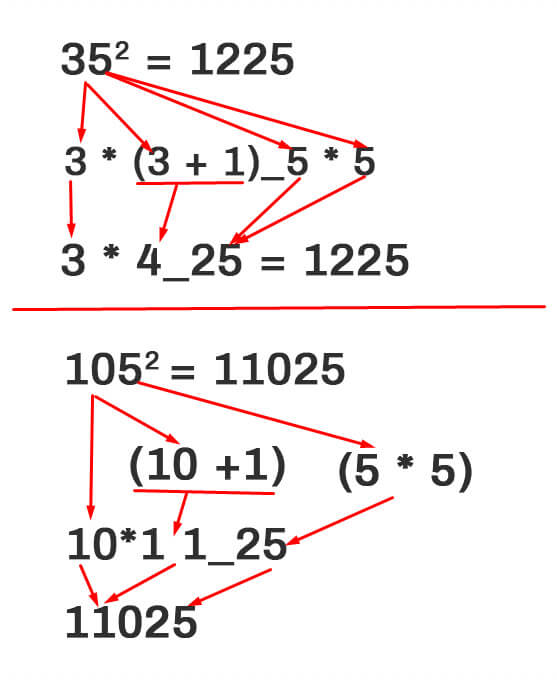 35² = 1225
3 * (3 + 1)_5 * 5
3 * 4_25 = 1225
105² = 11025
(10 +1) (5 * 5)
10*1 1_25
11025